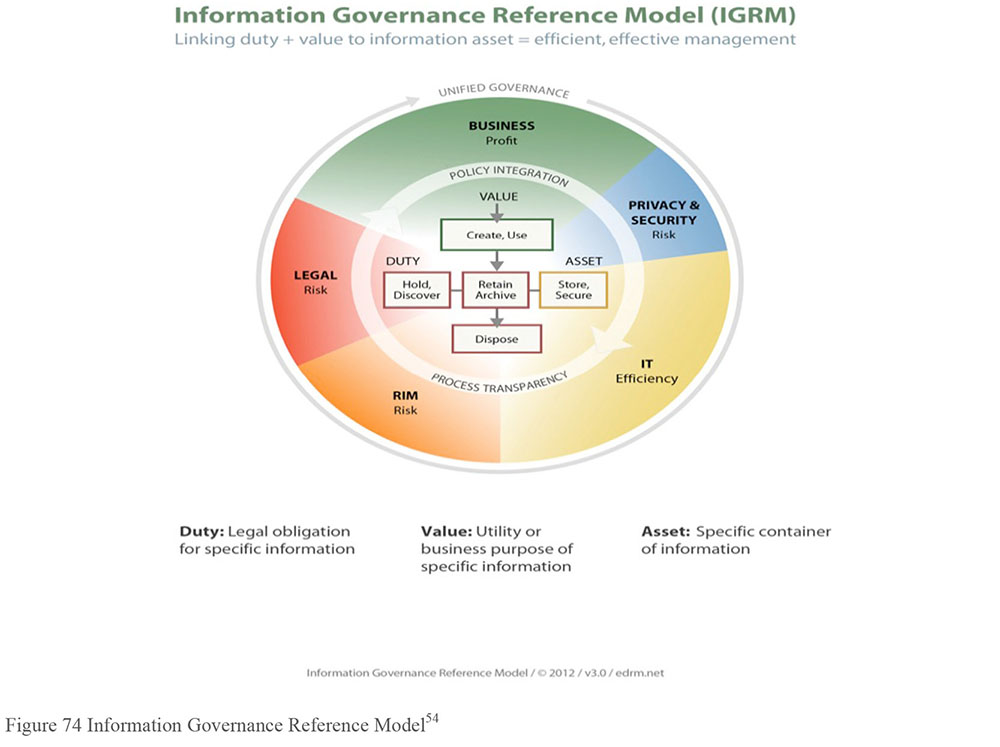 Information Governance Reference Model (IGRM)
Linking duty + value to information asset = efficient, effective management
UNIFIED GOVERNANCE
BUSINESS
Profit
POLICY INTEGRATION
VALUE
PRIVACY &
SECURITY
Risk
Create, Use
DUTY
ASSET
LEGAL
Risk
Hold,
Discover
Retain
Archive
Store,
Secure
Dispose
IT
Efficiency
PROCESS TRANSPARENCY
RIM
Risk
Duty: Legal obligation
for specific information
Value: Utility or
business purpose of
specific information
Asset: Specific container
of information
Information Governance Reference Model / © 2012 / v3.0 / edrm.net
Figure 74 Information Governance Reference Model54